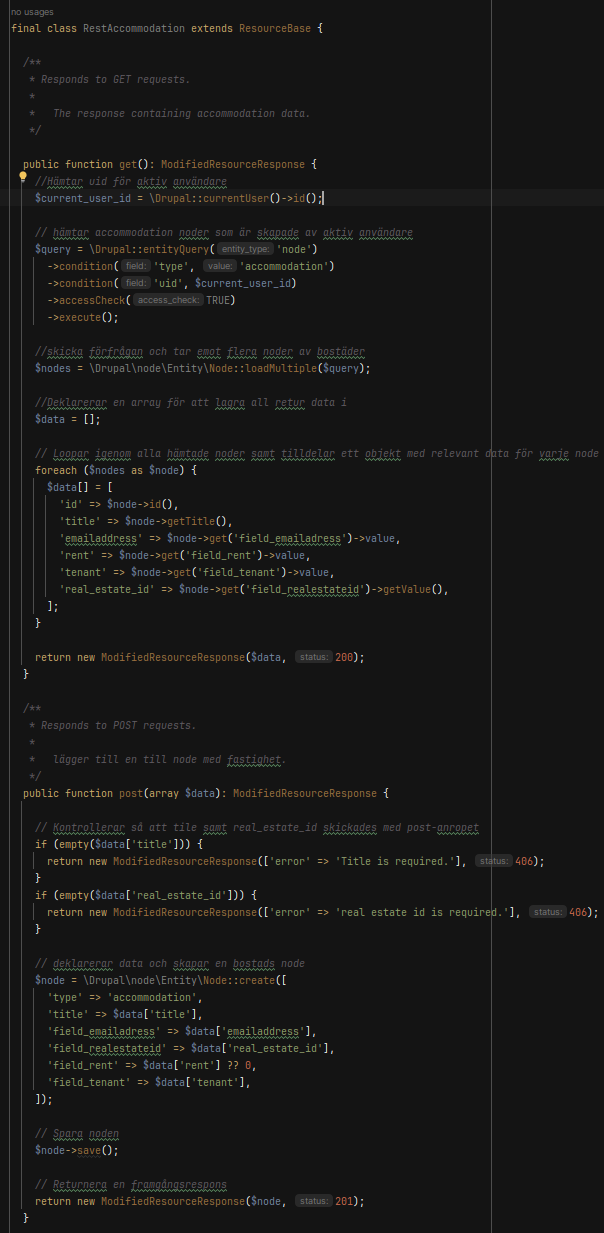 no usages
final class RestAccommodation extends ResourceBase {
/**
* Responds to GET requests.
*
* The response containing accommodation data.
*/
public function get(): ModifiedResourceResponse {
//Hämtar uid för aktiv användare
$current_user_id = \Drupal::currentUser()->id();
// hämtar accommodation noder som är skapade av aktiv användare
$query = \Drupal::entityQuery( entity_type: 'node')
->condition( field: 'type', value: 'accommodation')
->condition( field: 'uid', $current_user_id)
->accessCheck( access_check: TRUE)
->execute();
//skicka förfrågan och tar emot flera noder av bostäder
$nodes = \Drupal\node\Entity\Node::loadMultiple($query);
//Deklarerar en array för att lagra all retur data i
$data = [];
// Loopar igenom alla hämtade noder samt tilldelar ett objekt med relevant data för varje node
foreach ($nodes as $node) {
$data[] = [
'id' => $node->id(),
'title' => $node->getTitle(),
'emailaddress' => $node->get('field_emailadress')->value,
'rent' => $node->get('field_rent')->value,
'tenant' => $node->get('field_tenant')->value,
'real_estate_id' => $node->get('field_realestateid')->getValue(),
];
}
return new ModifiedResourceResponse($data, status: 200);
}
/**
* Responds to POST requests.
*
* lägger till en till node med fastighet.
*/
public function post(array $data): ModifiedResourceResponse {
// Kontrollerar så att tile samt real_estate_id skickades med post-anropet
if (empty($data['title'])) {
return new ModifiedResourceResponse(['error' => 'Title is required.'], status: 406);
}
if (empty($data['real_estate_id'])) {
return new ModifiedResourceResponse(['error' => 'real estate id is required.'], status: 406);
}
// deklarerar data och skapar en bostads node
$node = \Drupal\node\Entity\Node::create([
'type' => 'accommodation',
'title' => $data['title'],
'field_emailadress' => $data['emailaddress'],
'field_realestateid' => $data['real_estate_id'],
'field_rent' => $data['rent'] ?? 0,
'field_tenant' => $data['tenant'],
]);
// Spara noden
$node->save();
// Returnera en framgångsrespons
return new ModifiedResourceResponse($node, status: 201);
}